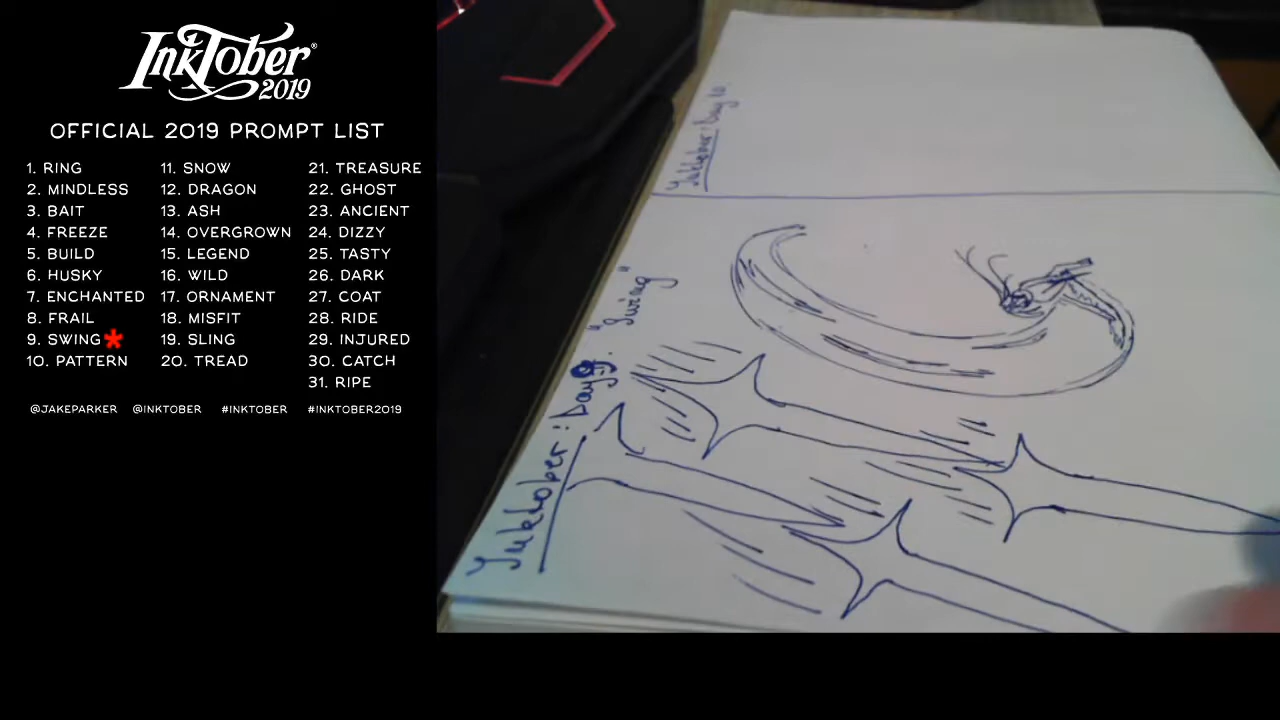 INKTOBER®
2019
OFFICIAL 2019 PROMPT LIST
1. RING
2. MINDLESS
3. BAIT
4. FREEZE
5. BUILD
6. HUSKY
7. ENCHANTED
8. FRAIL
9. SWING*
10. PATTERN
11. SNOW
12. DRAGON
13. ASH
14. OVERGROWN
15. LEGEND
16. WILD
17. ORNAMENT
18. MISFIT
19. SLING
20. TREAD
21. TREASURE
22. GHOST
23. ANCIENT
24. DIZZY
25. TASTY
26. DARK
27. COAT
28. RIDE
29. INJURED
30. CATCH
31. RIPE
@JAKEPARKER @INKTOBER #INKTOBER #INKTOBER2019
Inktober: Day 10
Inktober: Day 9: "Swing"